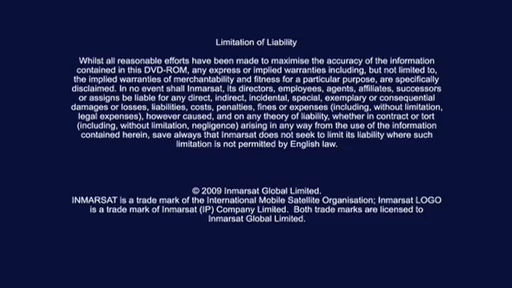 Limitation of Liability
Whilst all reasonable efforts have been made to maximise the accuracy of the information
contained in this DVD-ROM, any express or implied warranties including, but not limited to,
the implied warranties of merchantability and fitness for a particular purpose, are specifically
disclaimed. In no event shall Inmarsat, its directors, employees, agents, affiliates, successors
or assigns be liable for any direct, indirect, incidental, special, exemplary or consequential
damages or losses, liabilities, costs, penalties, fines or expenses (including, without limitation,
legal expenses), however caused, and on any theory of liability, whether in contract or tort
(including, without limitation, negligence) arising in any way from the use of the information
contained herein, save always that Inmarsat does not seek to limit its liability where such
limitation is not permitted by English law.
© 2009 Inmarsat Global Limited.
INMARSAT is a trade mark of the International Mobile Satellite Organisation; Inmarsat LOGO
is a trade mark of Inmarsat (IP) Company Limited. Both trade marks are licensed to
Inmarsat Global Limited.